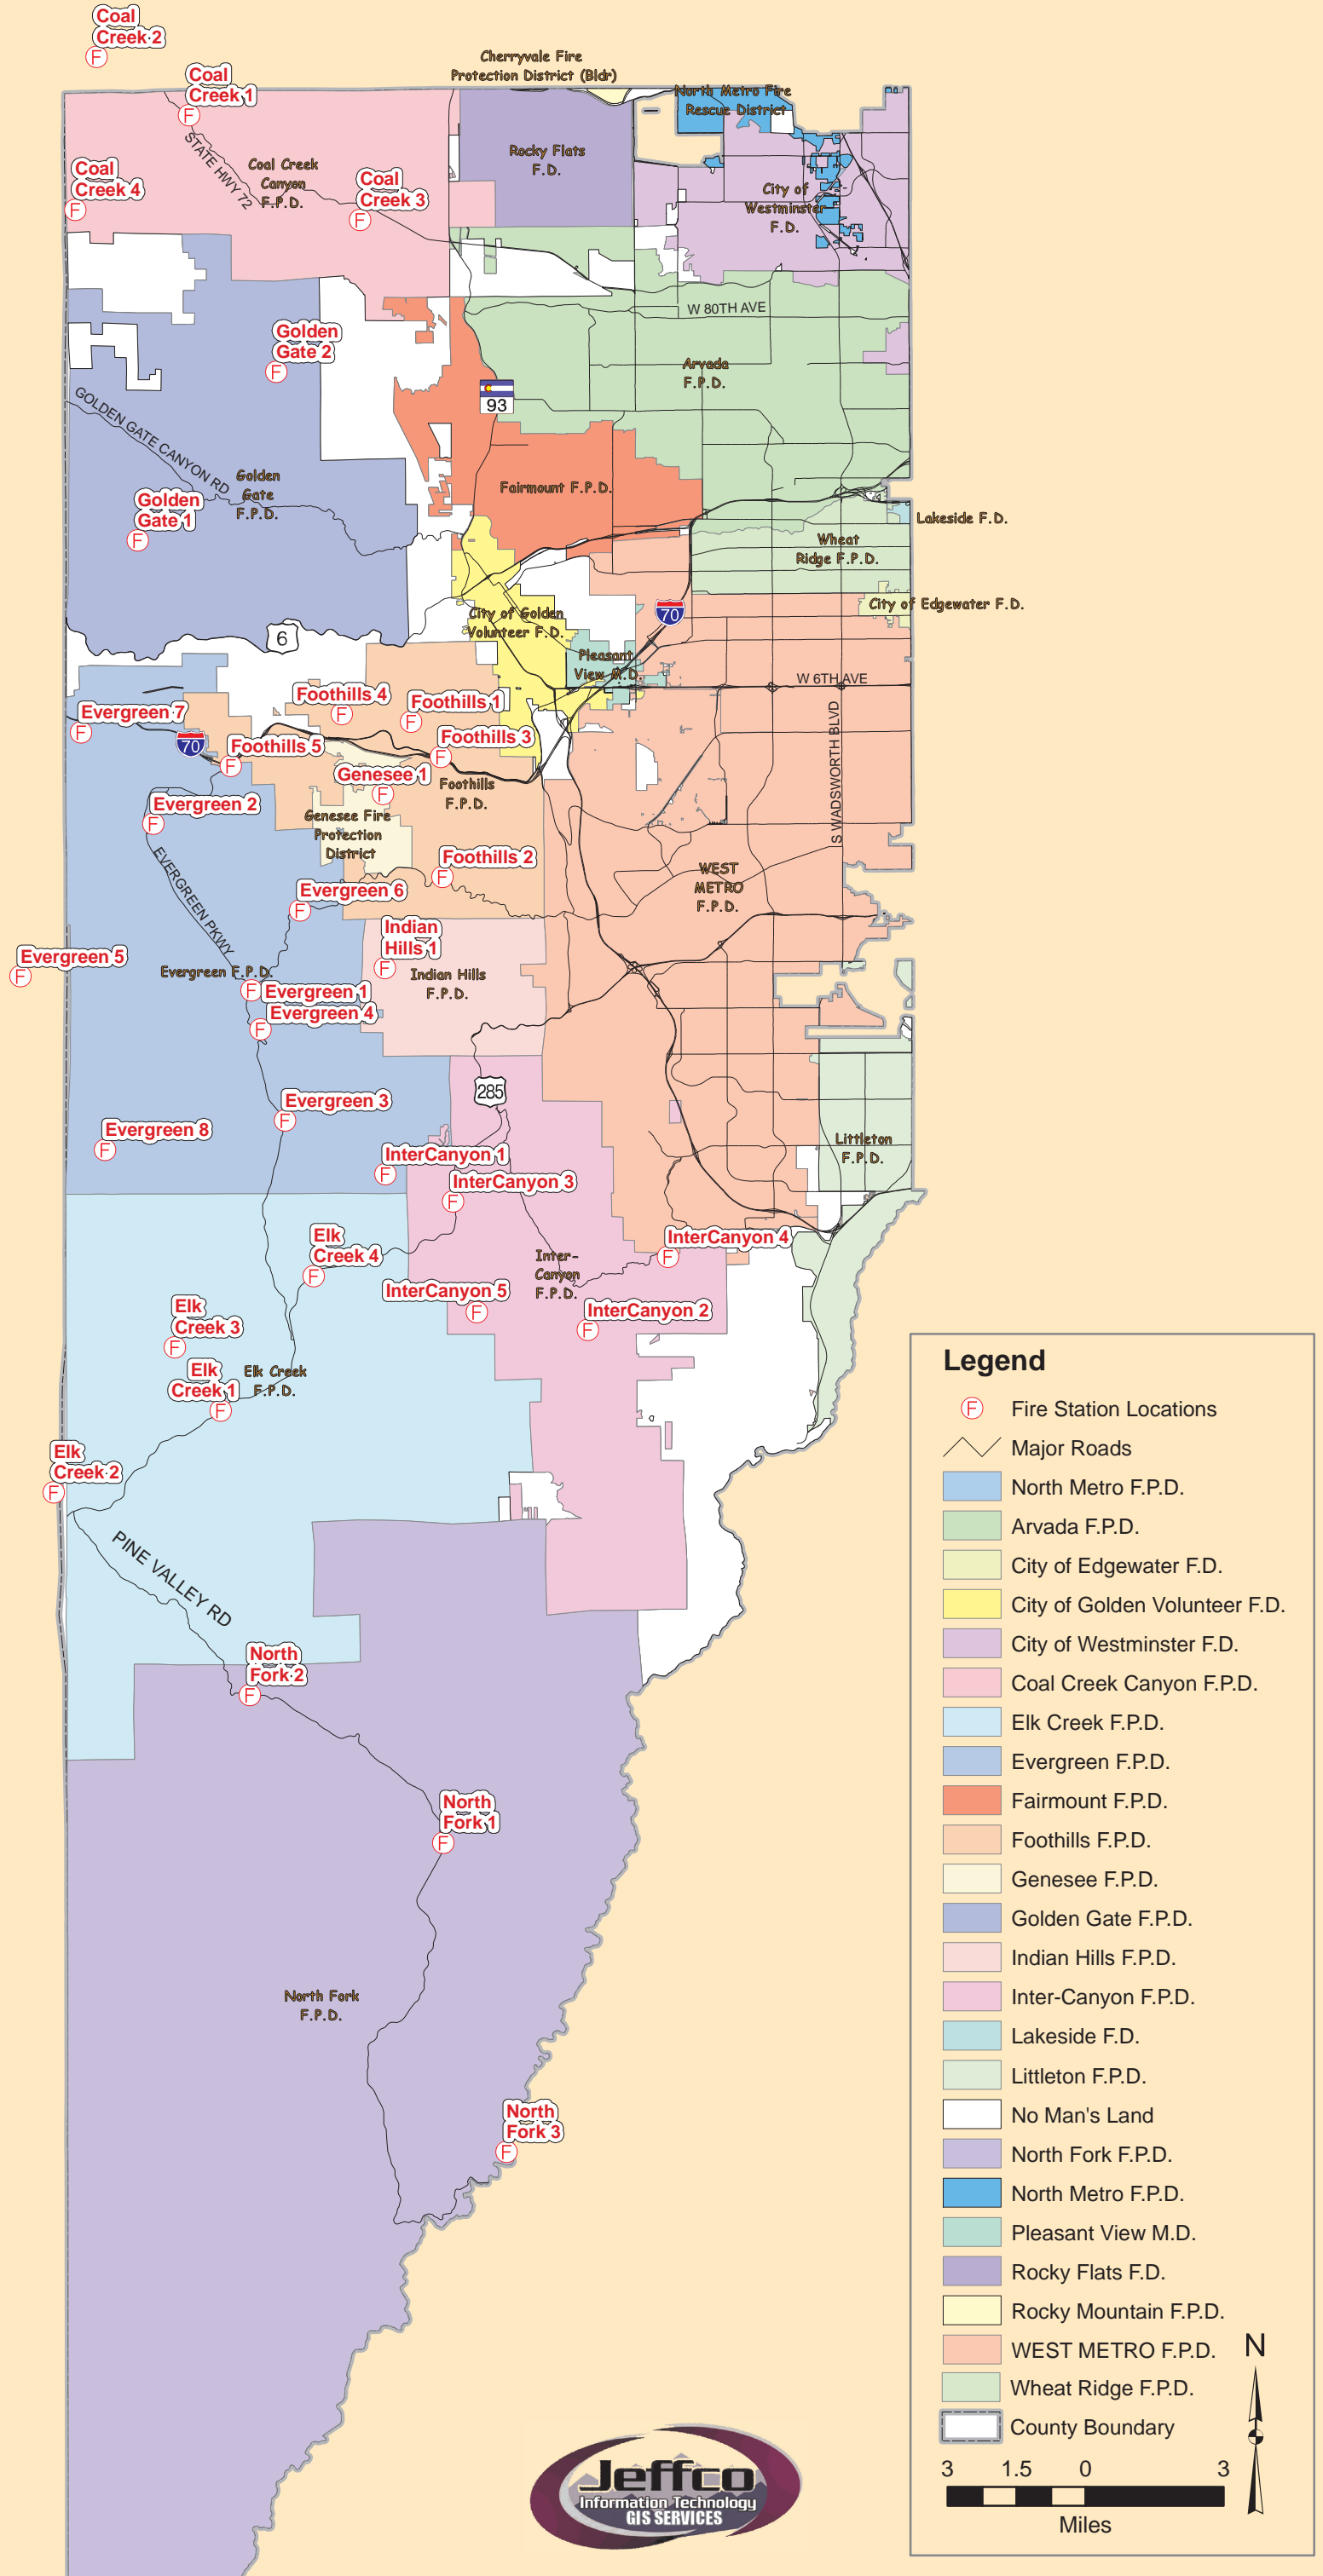 Coal
Creek 2
Coal
Creek 1
Cherryvale Fire
Protection District (Bldr)
North Metro Fire
Rescue District
STATE HWY 72
Coal Creek
Canyon
F.P.D.
Coal
Creek 4
Coal
Creek 3
Rocky Flats
F.D.
City of
Westminster
F.D.
W 80TH AVE
Golden
Gate 2
Arvada
F.P.D.
93
GOLDEN GATE CANYON RD
Golden
Gate
F.P.D.
Golden
Gate 1
Fairmount F.P.D.
Lakeside F.D.
Wheat
Ridge F.P.D.
City of Edgewater F.D.
City of Golden
Volunteer F.D.
70
6
Pleasant
View M.D.
W 6TH AVE
Foothills 4
Foothills 1
Evergreen 7
70
Foothills 5
Foothills 3
Genesee 1
Foothills
F.P.D.
S WADSWORTH BLVD
Evergreen 2
Genesee Fire
Protection
District
Foothills 2
EVERGREEN PKWY
WEST
METRO
F.P.D.
Evergreen 6
Indian
Hills 1
Evergreen 5
Evergreen F.P.D.
Indian Hills
F.P.D.
Evergreen 1
Evergreen 4
285
Evergreen 3
Evergreen 8
Littleton
F.P.D.
InterCanyon 1
InterCanyon 3
Elk
Creek 4
InterCanyon 4
Inter-
Canyon
F.P.D.
InterCanyon 5
InterCanyon 2
Elk
Creek 3
Elk
Creek 1
Elk Creek
F.P.D.
Elk
Creek 2
PINE VALLEY RD
North
Fork 2
North
Fork 1
North Fork
F.P.D.
North
Fork 3
Legend
F Fire Station Locations
Major Roads
North Metro F.P.D.
Arvada F.P.D.
City of Edgewater F.D.
City of Golden Volunteer F.D.
City of Westminster F.D.
Coal Creek Canyon F.P.D.
Elk Creek F.P.D.
Evergreen F.P.D.
Fairmount F.P.D.
Foothills F.P.D.
Genesee F.P.D.
Golden Gate F.P.D.
Indian Hills F.P.D.
Inter-Canyon F.P.D.
Lakeside F.D.
Littleton F.P.D.
No Man's Land
North Fork F.P.D.
North Metro F.P.D.
Pleasant View M.D.
Rocky Flats F.D.
Rocky Mountain F.P.D.
WEST METRO F.P.D.
Wheat Ridge F.P.D.
County Boundary
N
3 1.5 0 3
Miles
Jeffco
Information Technology
GIS SERVICES